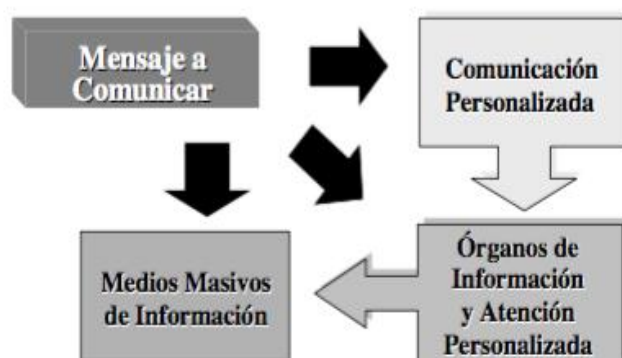 Mensaje a
Comunicar
Comunicación
Personalizada
Medios Masivos
de Información
Órganos de
Información
y Atención
Personalizada